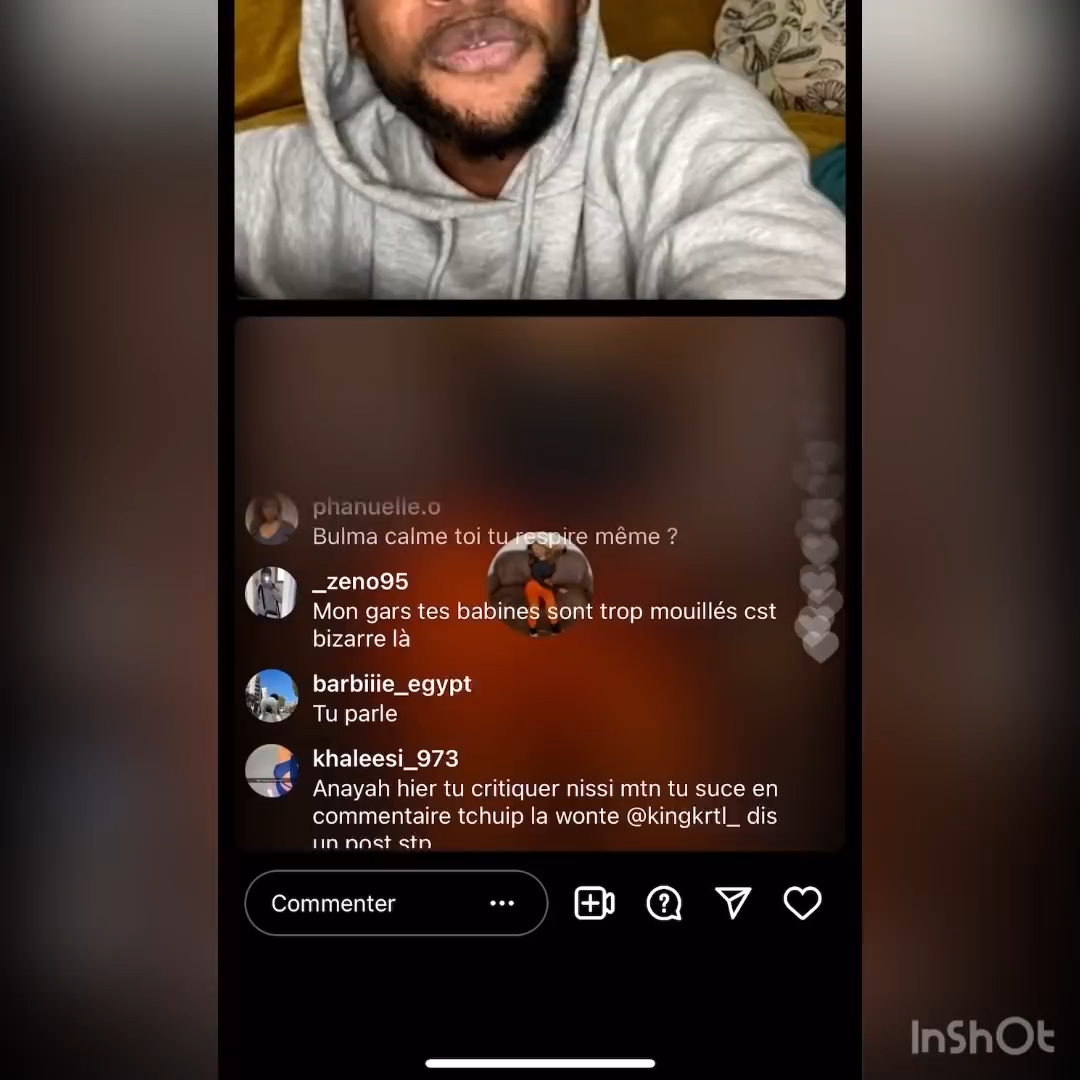 phanuelle.o
Bulma calme toi tu respire même ?
_zeno95
Mon gars tes babines sont trop mouillés cst
bizarre là
barbiiie_egypt
Tu parle
khaleesi_973
Anayah hier tu critiquer nissi mtn tu suce en
commentaire tchuip la wonte @kingkrtl_ dis
un post stp
Commenter
InShOt